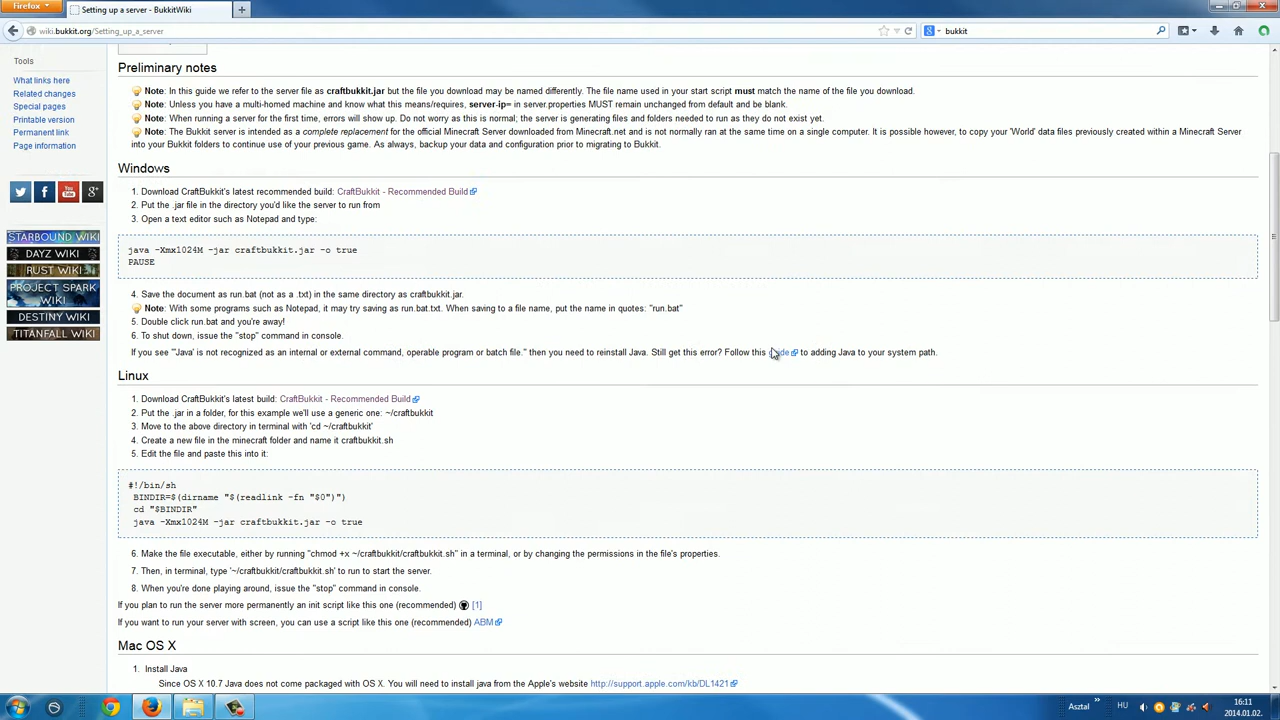 Firefox
Setting up a server - BukkitWiki
wiki.bukkit.org/Setting_up_a_server
bukkit
Tools
What links here
Related changes
Special pages
Printable version
Permanent link
Page information
STARBOUND WIKI
DAYZ WIKI
RUST WIKI
PROJECT SPARK
WIKI
DESTINY WIKI
TITANFALL WIKI
Preliminary notes
Note: In this guide we refer to the server file as craftbukkit.jar but the file you download may be named differently. The file name used in your start script must match the name of the file you download.
Note: Unless you have a multi-homed machine and know what this means/requires, server-ip= in server.properties MUST remain unchanged from default and be blank.
Note: When running a server for the first time, errors will show up. Do not worry as this is normal; the server is generating files and folders needed to run as they do not exist yet.
Note: The Bukkit server is intended as a complete replacement for the official Minecraft Server downloaded from Minecraft.net and is not normally ran at the same time on a single computer. It is possible however, to copy your 'World' data files previously created within a Minecraft Server
into your Bukkit folders to continue use of your previous game. As always, backup your data and configuration prior to migrating to Bukkit.
Windows
1. Download CraftBukkit's latest recommended build: CraftBukkit - Recommended Build
2. Put the .jar file in the directory you'd like the server to run from
3. Open a text editor such as Notepad and type:
java -Xmx1024M -jar craftbukkit.jar -o true
PAUSE
4. Save the document as run.bat (not as a .txt) in the same directory as craftbukkit.jar.
Note: With some programs such as Notepad, it may try saving as run.bat.txt. When saving to a file name, put the name in quotes: "run.bat"
5. Double click run.bat and you're away!
6. To shut down, issue the "stop" command in console.
If you see "'Java' is not recognized as an internal or external command, operable program or batch file." then you need to reinstall Java. Still get this error? Follow this guide to adding Java to your system path.
Linux
1. Download CraftBukkit's latest build: CraftBukkit - Recommended Build
2. Put the .jar in a folder, for this example we'll use a generic one: ~/craftbukkit
3. Move to the above directory in terminal with 'cd ~/craftbukkit'
4. Create a new file in the minecraft folder and name it craftbukkit.sh
5. Edit the file and paste this into it:
#!/bin/sh
BINDIR=$(dirname "$(readlink -fn "$0")")
cd "$BINDIR"
java -Xmx1024M -jar craftbukkit.jar -o true
6. Make the file executable, either by running "chmod +x ~/craftbukkit/craftbukkit.sh" in a terminal, or by changing the permissions in the file's properties.
7. Then, in terminal, type '~/craftbukkit/craftbukkit.sh' to run to start the server.
8. When you're done playing around, issue the "stop" command in console.
If you plan to run the server more permanently an init script like this one (recommended) [1]
If you want to run your server with screen, you can use a script like this one (recommended) ABM
Mac OS X
1. Install Java
Since OS X 10.7 Java does not come packaged with OS X. You will need to install java from the Apple's website http://support.apple.com/kb/DL1421
Asztal
HU
16:11
2014.01.02.